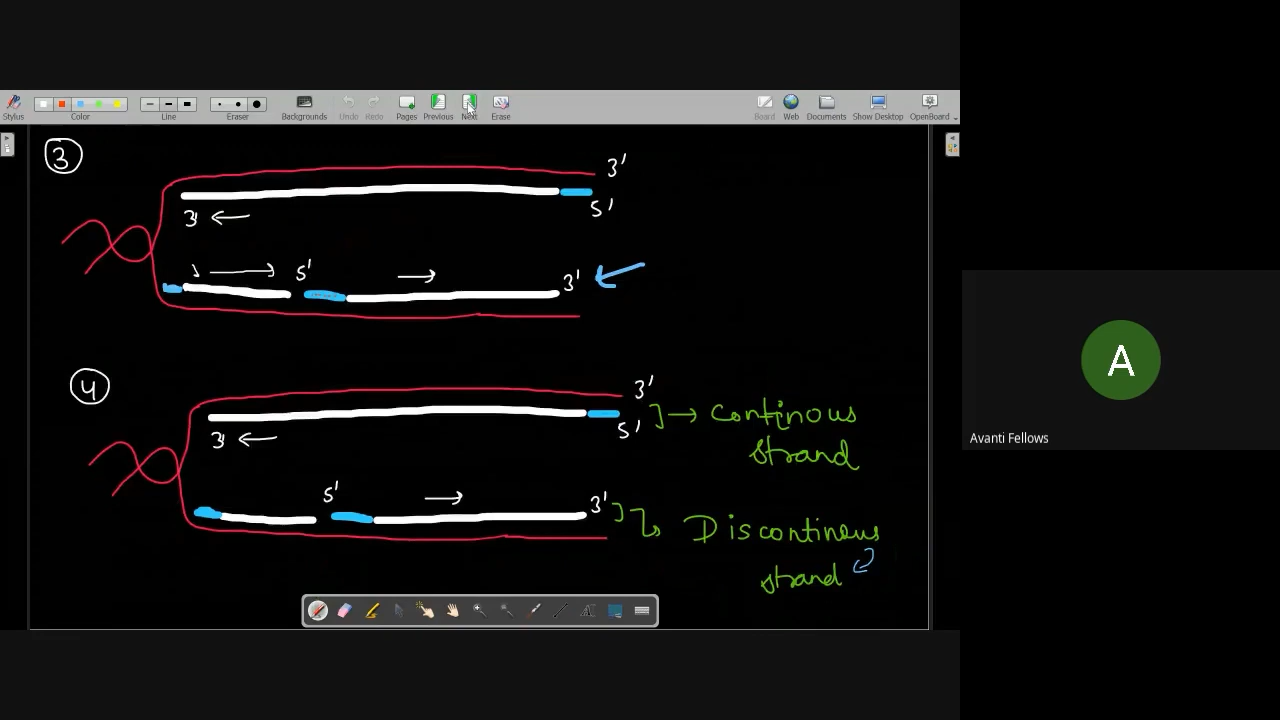 Stylus
Color
Line
Eraser
Backgrounds
Undo
Redo
Pages
Previous
Next
Erase
Board
Web
Documents
Show Desktop
OpenBoard
3
3'
3' ←
5'
→ 5'
→
3'
4
3'
3' ←
5'
→ Continous
strand
5'
→
3'
Discontinous
strand
A
Avanti Fellows